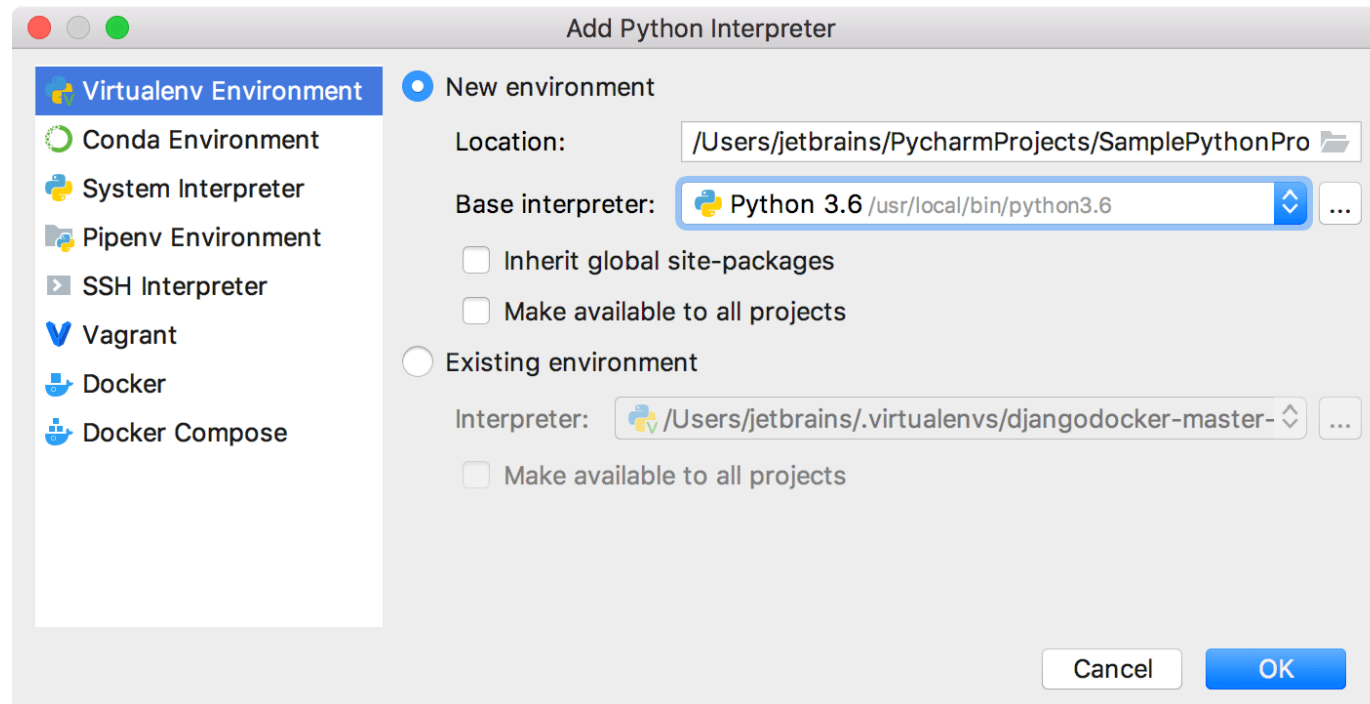 Add Python Interpreter
Virtualenv Environment
Conda Environment
System Interpreter
Pipenv Environment
SSH Interpreter
Vagrant
Docker
Docker Compose
New environment
Location: /Users/jetbrains/PycharmProjects/SamplePythonPro
Base interpreter: Python 3.6 /usr/local/bin/python3.6 ...
Inherit global site-packages
Make available to all projects
Existing environment
Interpreter: /Users/jetbrains/.virtualenvs/djangodocker-master- ...
Make available to all projects
Cancel OK